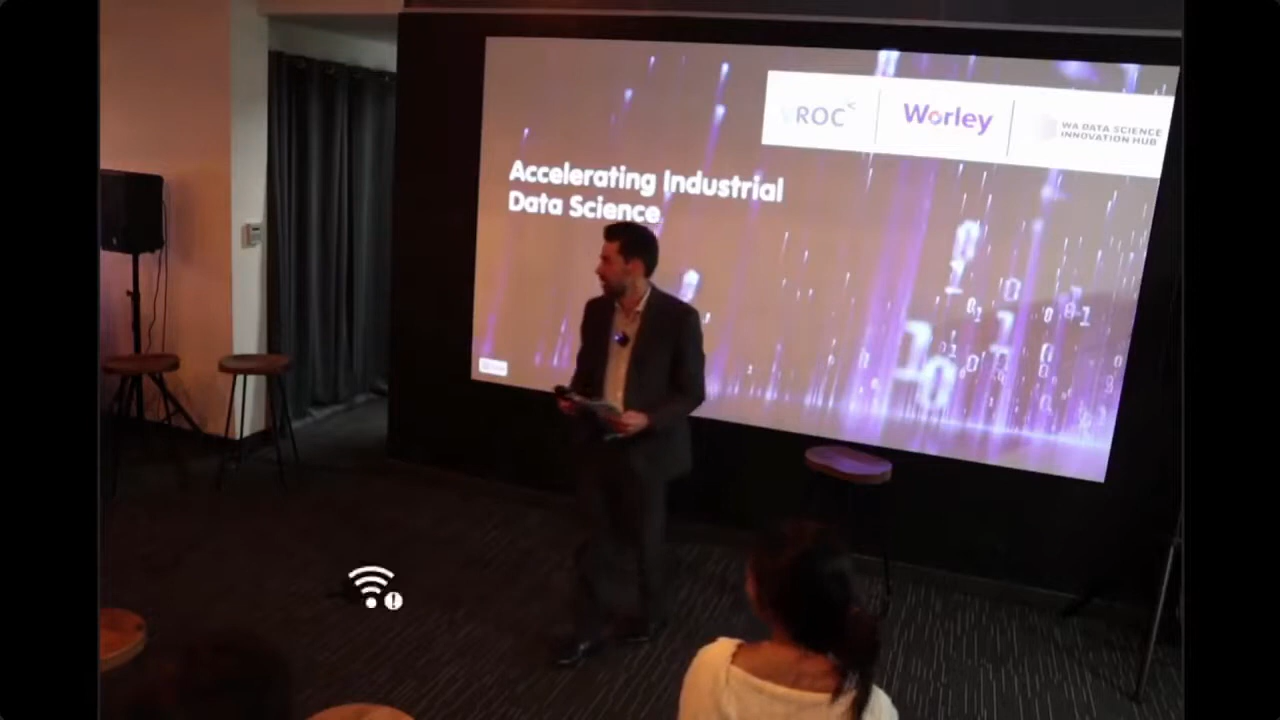 VROC
Worley
WA DATA SCIENCE
INNOVATION HUB
Accelerating Industrial
Data Science